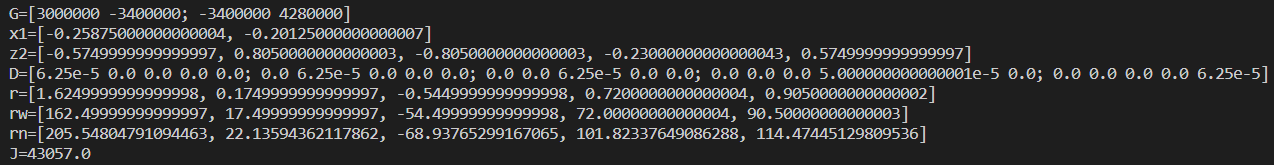 G=[3000000 -3400000; -3400000 4280000]
x1=[-0.25875000000000004, -0.20125000000000007]
z2=[-0.5749999999999997, 0.8050000000000003, -0.8050000000000003, -0.23000000000000043, 0.5749999999999997]
D=[6.25e-5 0.0 0.0 0.0 0.0; 0.0 6.25e-5 0.0 0.0 0.0; 0.0 0.0 6.25e-5 0.0 0.0; 0.0 0.0 0.0 5.000000000000001e-5 0.0; 0.0 0.0 0.0 0.0 6.25e-5]
r=[1.6249999999999998, 0.1749999999999997, -0.5449999999999998, 0.7200000000000004, 0.9050000000000002]
rw=[162.49999999999997, 17.49999999999997, -54.49999999999998, 72.00000000000004, 90.50000000000003]
rn=[205.54804791094463, 22.13594362117862, -68.93765299167065, 101.82337649086288, 114.47445129809536]
J=43057.0